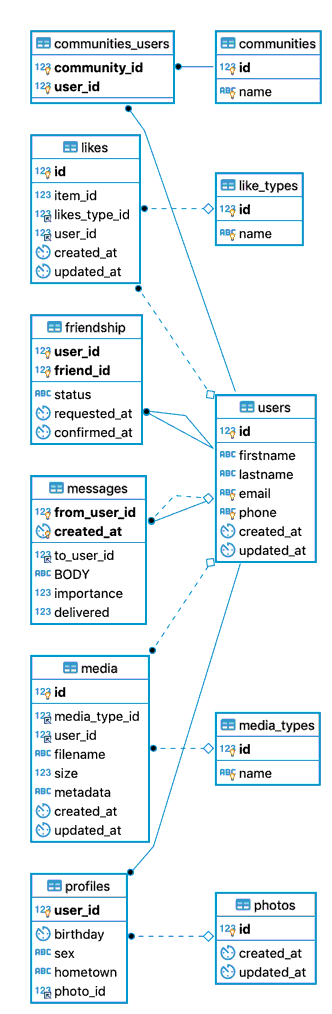 communities_users
123 community_id
123 user_id
communities
123 id
ABC name
likes
123 id
123 item_id
123 likes_type_id
123 user_id
created_at
updated_at
like_types
123 id
ABC name
friendship
123 user_id
123 friend_id
ABC status
requested_at
confirmed_at
users
123 id
ABC firstname
ABC lastname
ABC email
ABC phone
created_at
updated_at
messages
123 from_user_id
created_at
123 to_user_id
ABC BODY
123 importance
123 delivered
media
123 id
123 media_type_id
123 user_id
ABC filename
123 size
ABC metadata
created_at
updated_at
media_types
123 id
ABC name
profiles
123 user_id
birthday
ABC sex
ABC hometown
123 photo_id
photos
123 id
created_at
updated_at